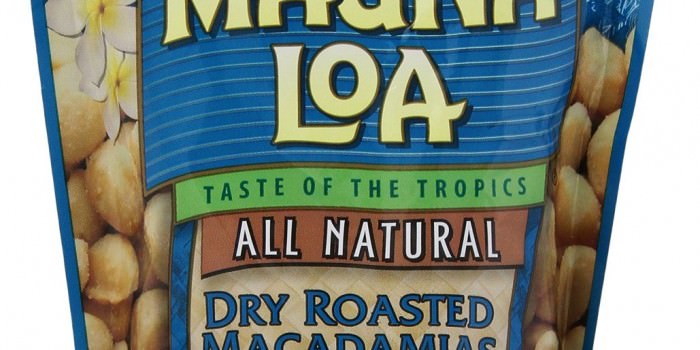 MAUNA
LOA
TASTE OF THE TROPICS
ALL NATURAL
DRY ROASTED
MACADAMIAS